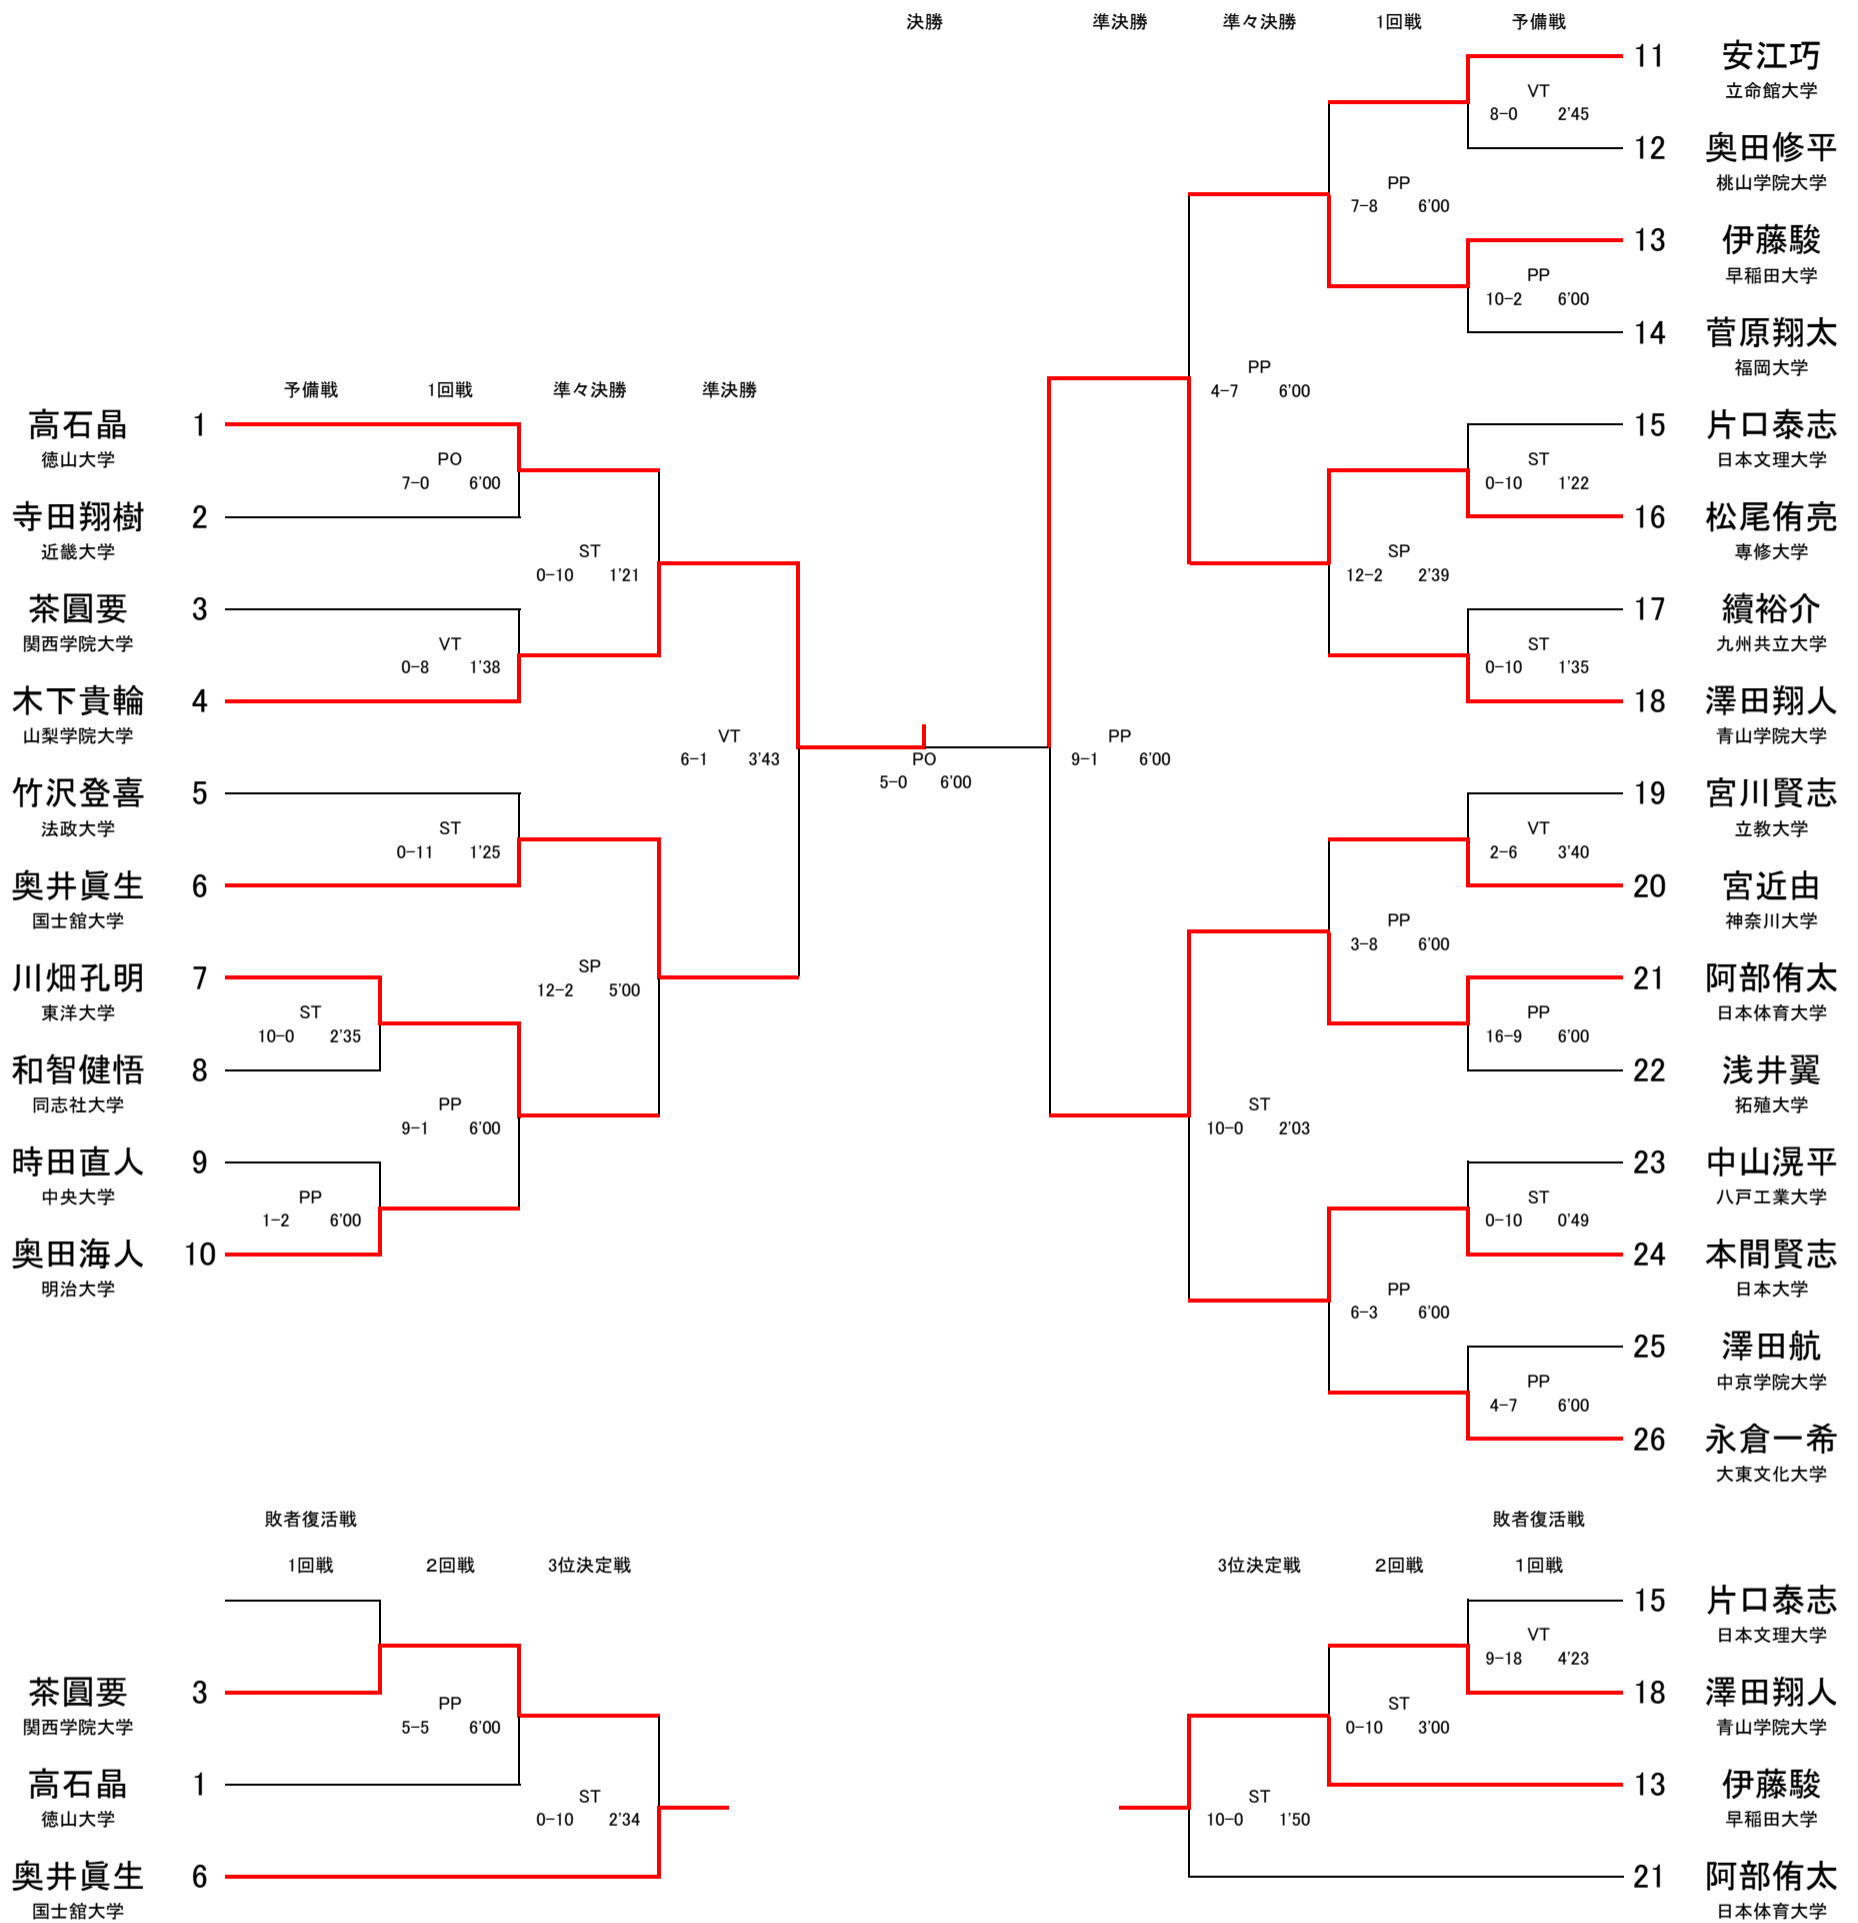 決勝 準決勝 準々決勝 1回戦 予備戦
11 安江巧
立命館大学
VT
8-0 2'45
12 奥田修平
桃山学院大学
PP
7-8 6'00
13 伊藤駿
早稲田大学
PP
10-2 6'00
14 菅原翔太
福岡大学
PP
4-7 6'00
15 片口泰志
日本文理大学
ST
0-10 1'22
16 松尾侑亮
専修大学
SP
12-2 2'39
17 續裕介
九州共立大学
ST
0-10 1'35
18 澤田翔人
青山学院大学
PP
9-1 6'00
19 宮川賢志
立教大学
VT
2-6 3'40
20 宮近由
神奈川大学
PP
3-8 6'00
21 阿部侑太
日本体育大学
PP
16-9 6'00
22 浅井翼
拓殖大学
ST
10-0 2'03
23 中山滉平
八戸工業大学
ST
0-10 0'49
24 本間賢志
日本大学
PP
6-3 6'00
25 澤田航
中京学院大学
PP
4-7 6'00
26 永倉一希
大東文化大学
予備戦 1回戦 準々決勝 準決勝
高石晶 1
徳山大学
PO
7-0 6'00
寺田翔樹 2
近畿大学
ST
0-10 1'21
茶圓要 3
関西学院大学
VT
0-8 1'38
木下貴輪 4
山梨学院大学
VT
6-1 3'43
PO
5-0 6'00
竹沢登喜 5
法政大学
ST
0-11 1'25
奥井眞生 6
国士舘大学
SP
12-2 5'00
川畑孔明 7
東洋大学
ST
10-0 2'35
和智健悟 8
同志社大学
PP
9-1 6'00
時田直人 9
中央大学
PP
1-2 6'00
奥田海人 10
明治大学
敗者復活戦
1回戦 2回戦 3位決定戦
茶圓要 3
関西学院大学
PP
5-5 6'00
高石晶 1
徳山大学
ST
0-10 2'34
奥井眞生 6
国士舘大学
敗者復活戦
3位決定戦 2回戦 1回戦
15 片口泰志
日本文理大学
VT
9-18 4'23
18 澤田翔人
青山学院大学
ST
0-10 3'00
13 伊藤駿
早稲田大学
ST
10-0 1'50
21 阿部侑太
日本体育大学